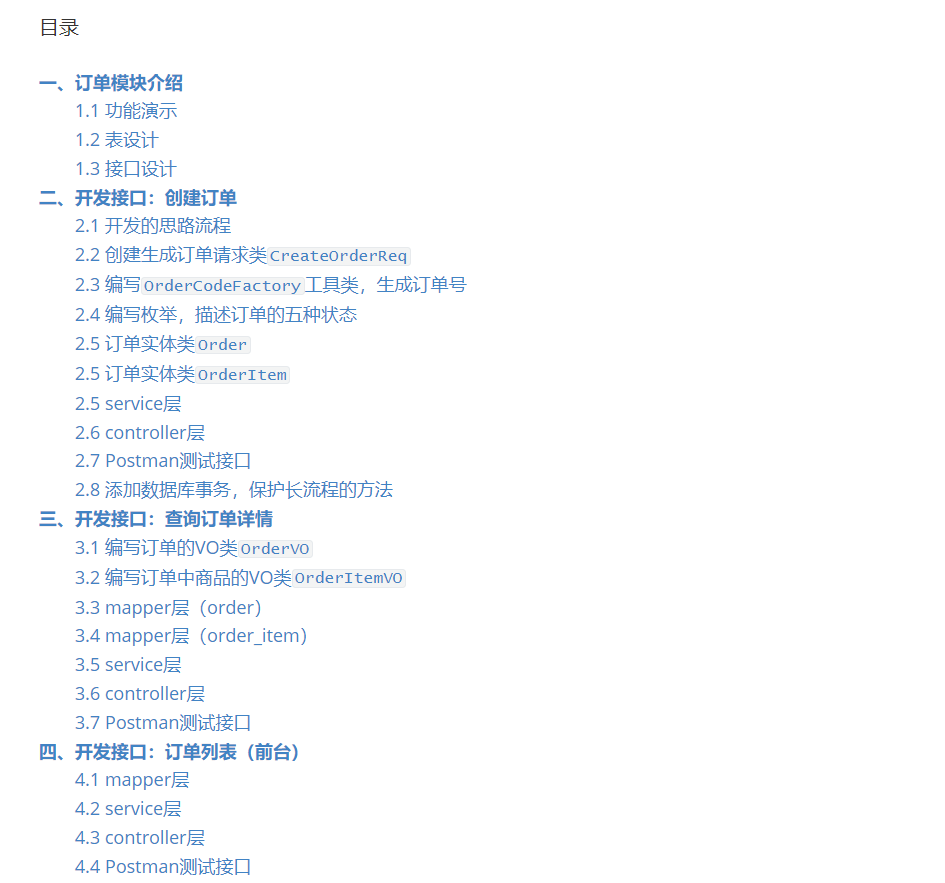 目录
一、订单模块介绍
1.1 功能演示
1.2 表设计
1.3 接口设计
二、开发接口：创建订单
2.1 开发的思路流程
2.2 创建生成订单请求类CreateOrderReq
2.3 编写OrderCodeFactory工具类，生成订单号
2.4 编写枚举，描述订单的五种状态
2.5 订单实体类Order
2.5 订单实体类OrderItem
2.5 service层
2.6 controller层
2.7 Postman测试接口
2.8 添加数据库事务，保护长流程的方法
三、开发接口：查询订单详情
3.1 编写订单的VO类OrderVO
3.2 编写订单中商品的VO类OrderItemVO
3.3 mapper层（order）
3.4 mapper层（order_item）
3.5 service层
3.6 controller层
3.7 Postman测试接口
四、开发接口：订单列表（前台）
4.1 mapper层
4.2 service层
4.3 controller层
4.4 Postman测试接口